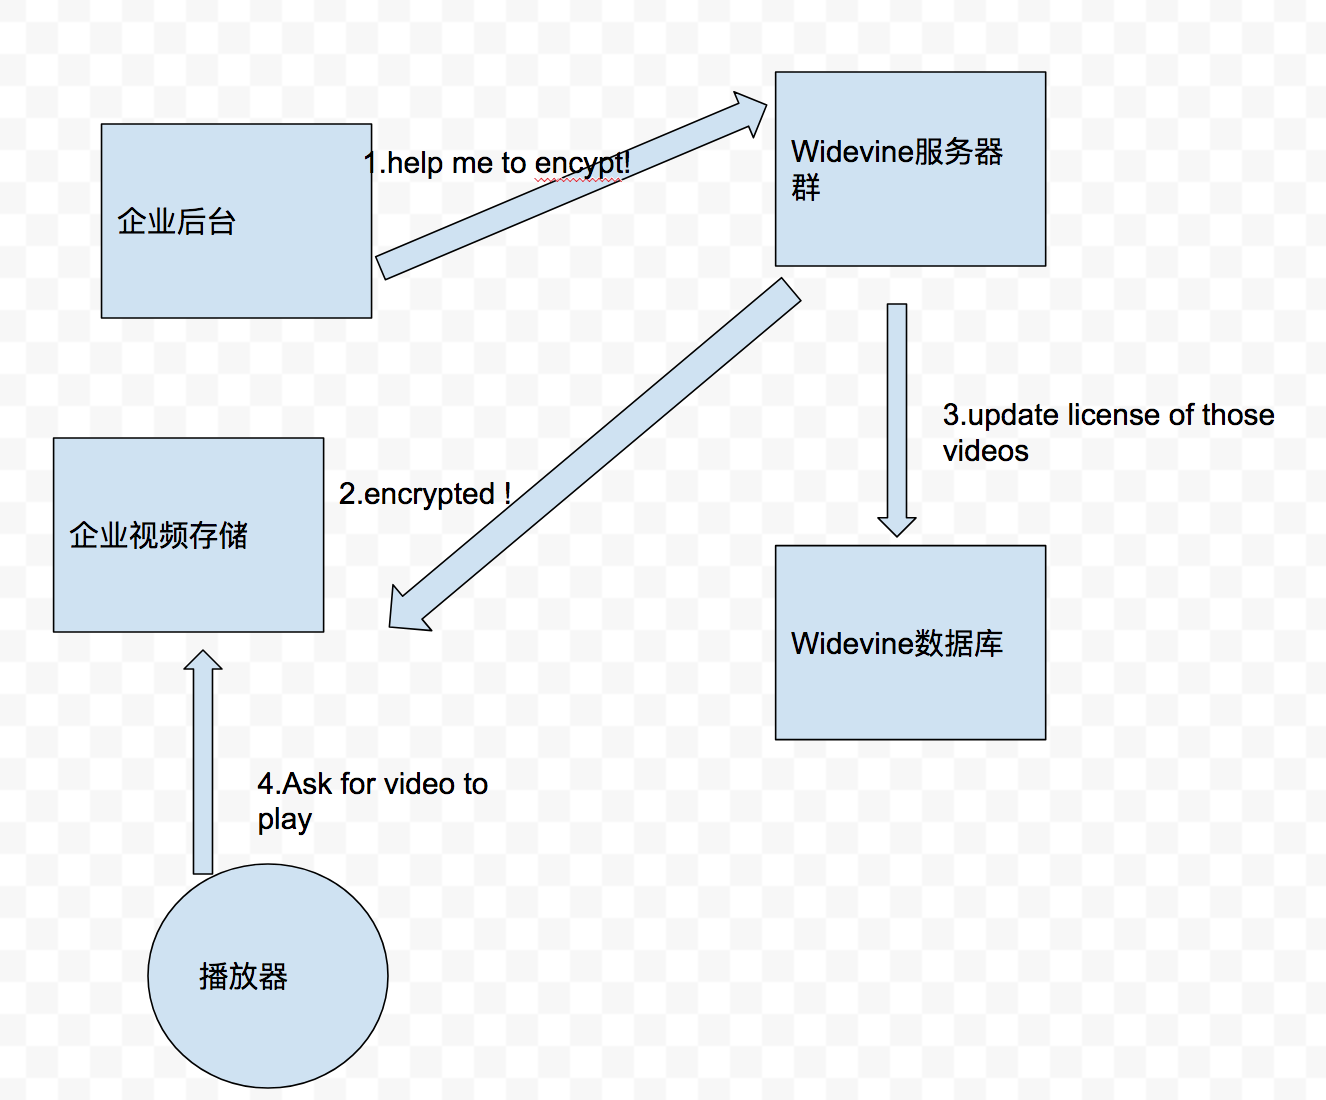 1.help me to encypt!
企业后台
Widevine服务器
群
2.encrypted !
企业视频存储
3.update license of those
videos
Widevine数据库
4.Ask for video to
play
播放器